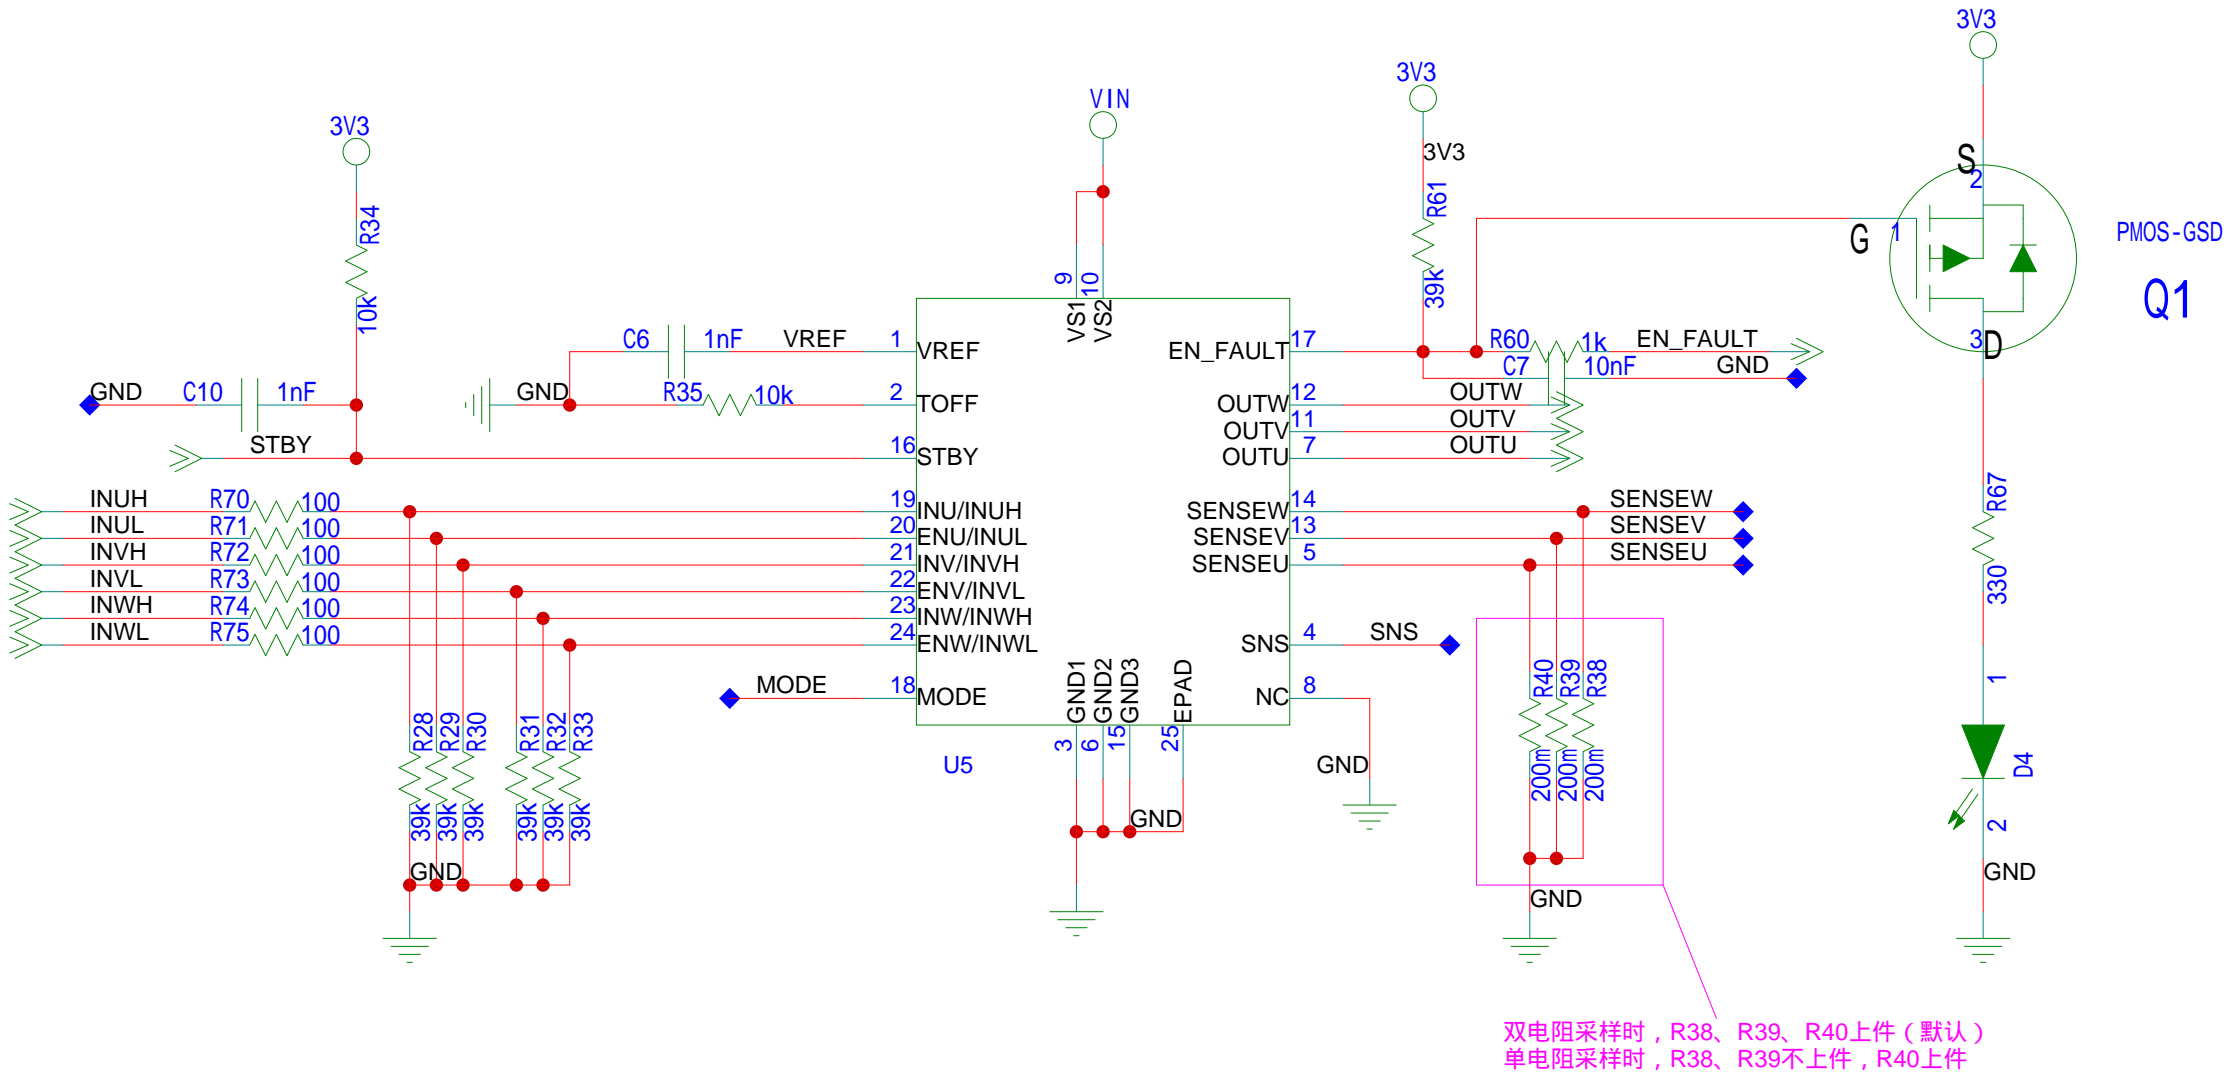 3V3
3V3
VIN
3V3
3V3
R34
10k
R61
39k
S
2
G
1
3
D
PMOS-GSD
Q1
9
10
VS1
VS2
GND
C10
1nF
STBY
C6
1nF
VREF
1
VREF
GND
R35
10k
2
TOFF
16
STBY
EN_FAULT
17
R60
1k
EN_FAULT
C7
10nF
GND
OUTW
12
OUTW
OUTV
11
OUTV
OUTU
7
OUTU
INUH
R70
100
19
INU/INUH
INUL
R71
100
20
ENU/INUL
INVH
R72
100
21
INV/INVH
INVL
R73
100
22
ENV/INVL
INWH
R74
100
23
INW/INWH
INWL
R75
100
24
ENW/INWL
MODE
18
MODE
SENSEW
14
SENSEW
SENSEV
13
SENSEV
SENSEU
5
SENSEU
SNS
4
SNS
NC
8
GND
GND1
GND2
GND3
EPAD
3
6
15
25
GND
U5
R28
R29
R30
R31
R32
R33
39k
39k
39k
39k
39k
39k
GND
R40
R39
R38
200m
200m
200m
GND
R67
330
1
D4
2
GND
双电阻采样时，R38、R39、R40上件（默认）
单电阻采样时，R38、R39不上件，R40上件